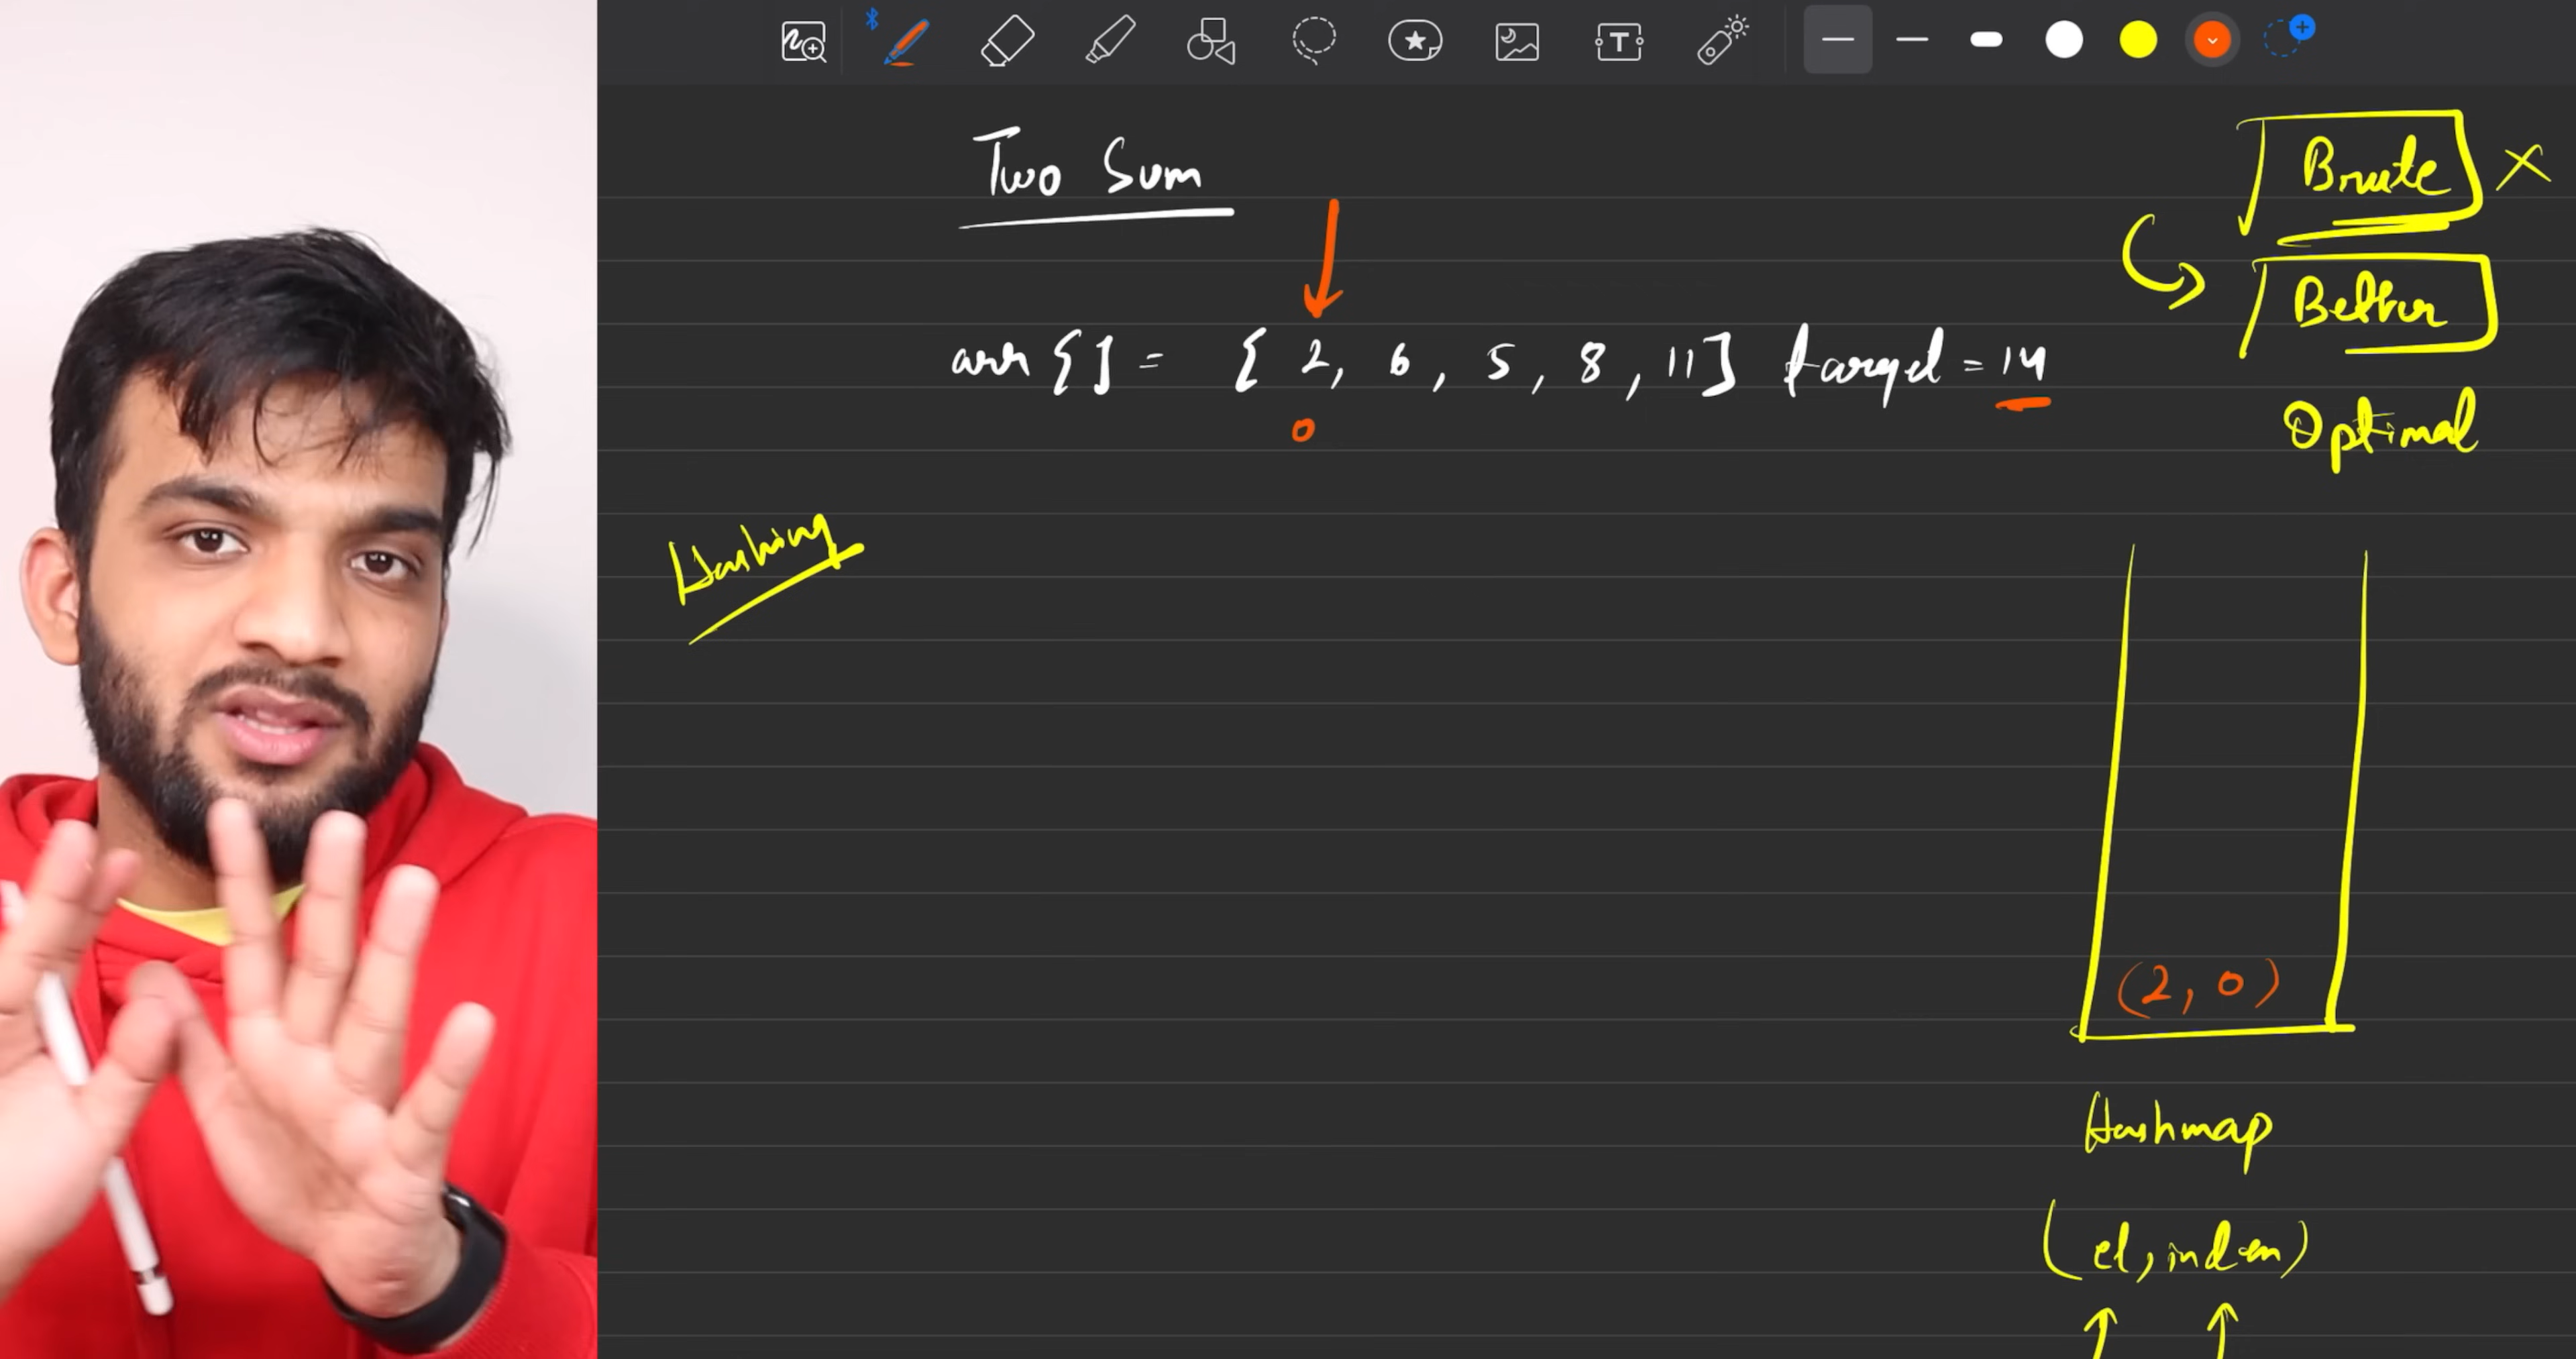 Two Sum
Brute X
Better
arr[] = { 2, 6, 5, 8, 11} target = 14
0
Optimal
Hashing
(2, 0)
Hashmap
(el, index)